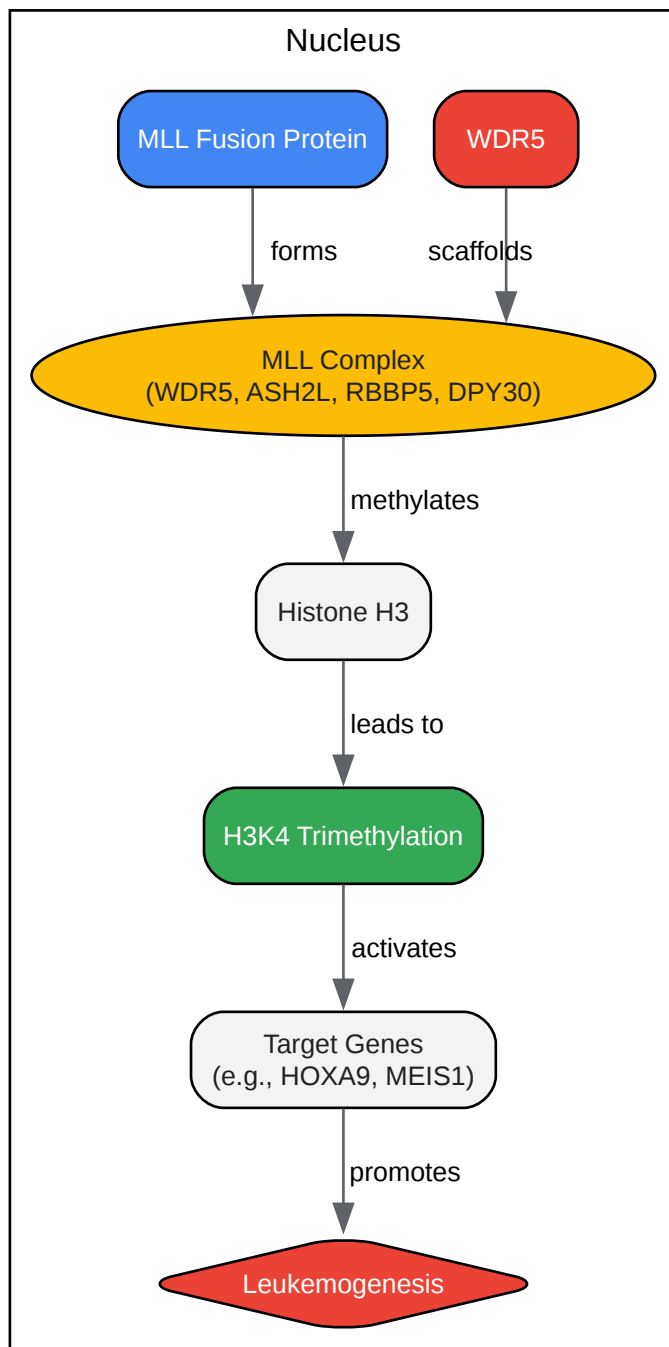 Nucleus
MLL Fusion Protein
WDR5
forms
scaffolds
MLL Complex
(WDR5, ASH2L, RBBP5, DPY30)
methylates
Histone H3
leads to
H3K4 Trimethylation
activates
Target Genes
(e.g., HOXA9, MEIS1)
promotes
Leukemogenesis